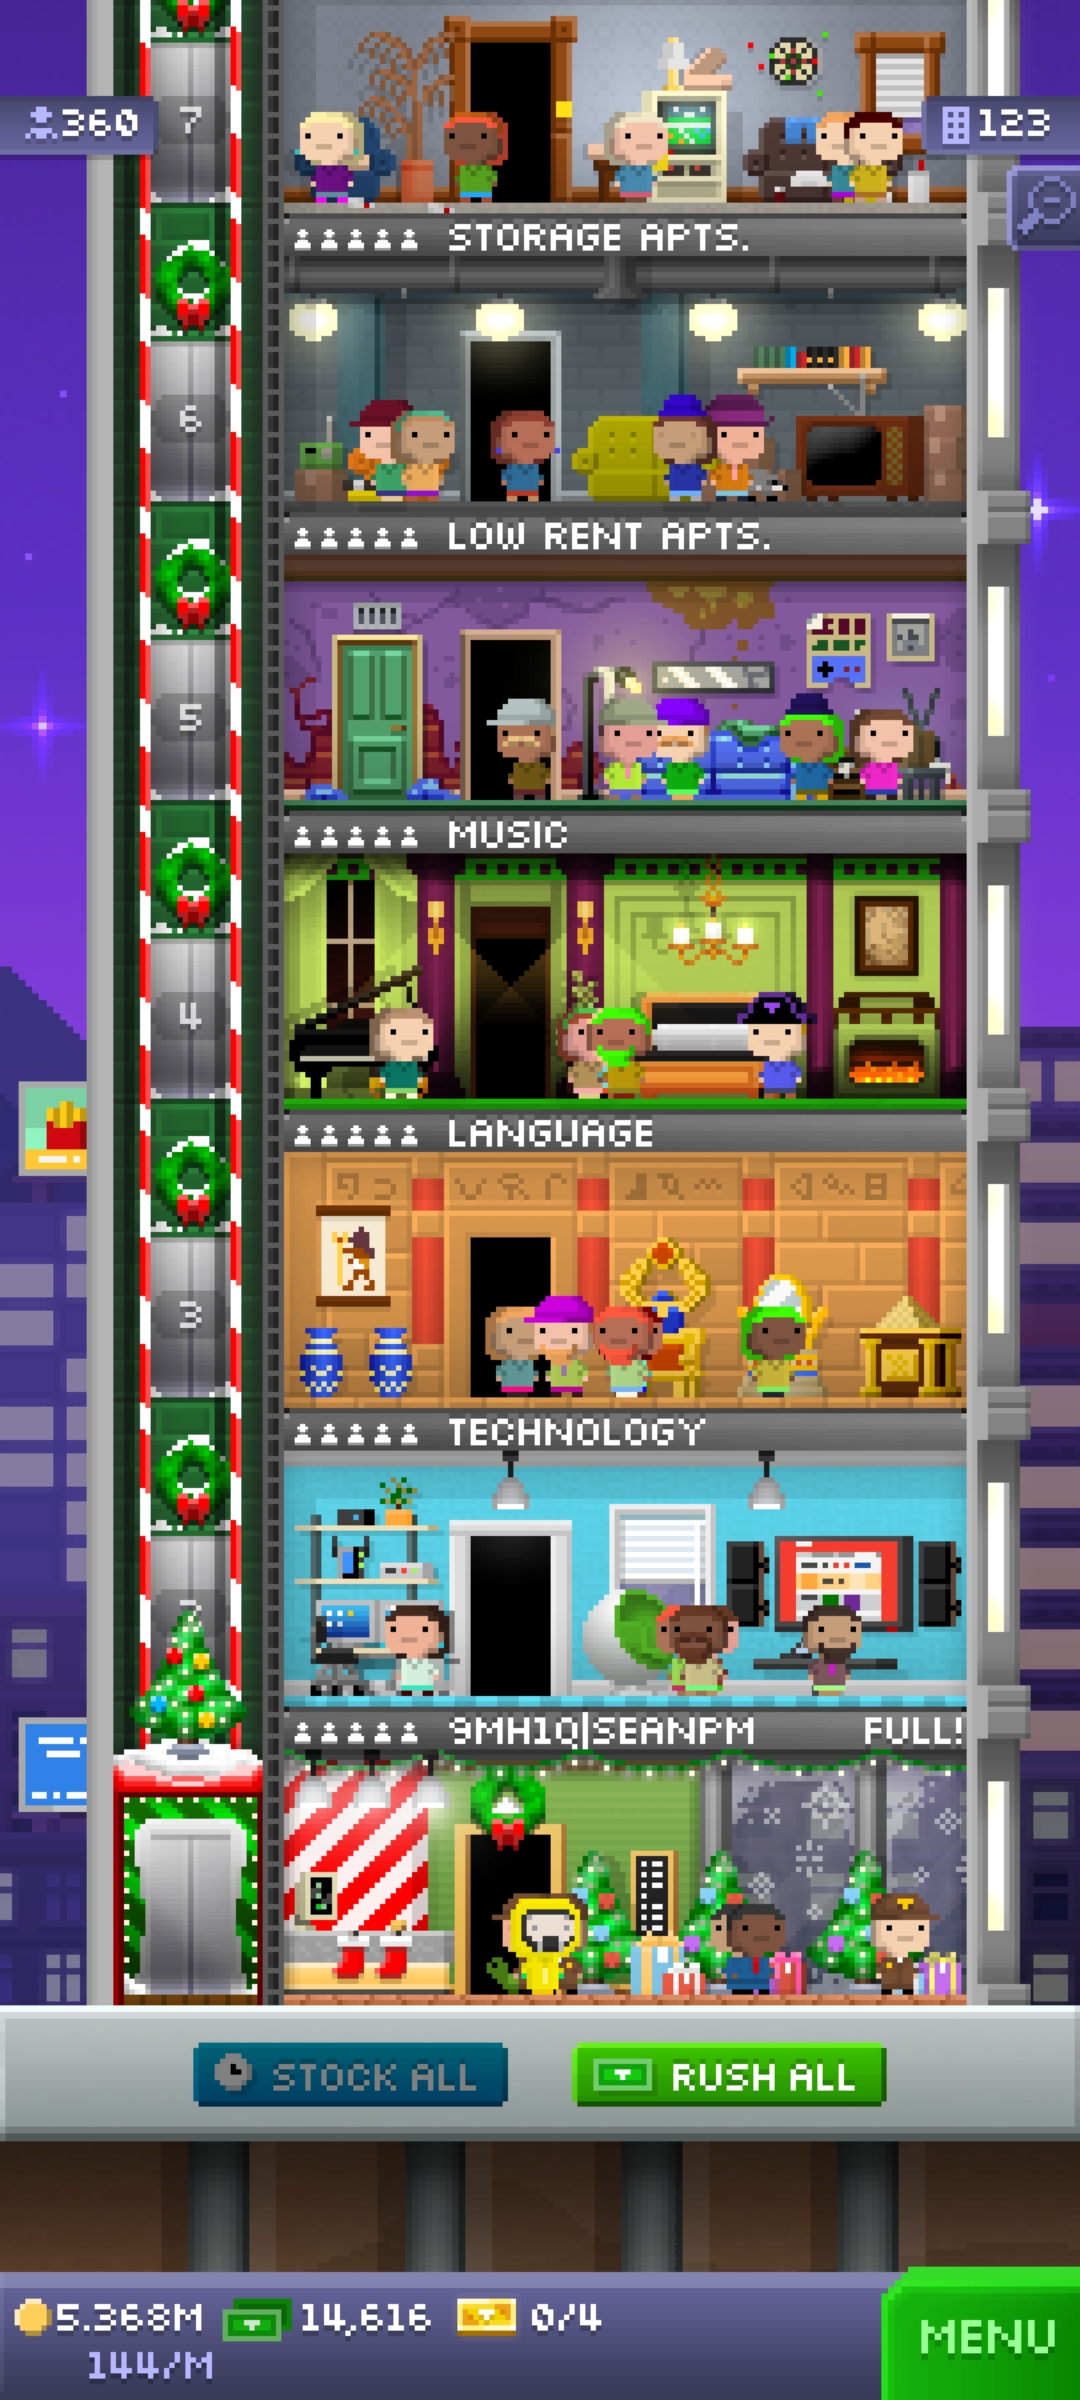 7
360
123
STORAGE APTS.
6
LOW RENT APTS.
5
MUSIC
4
LANGUAGE
3
TECHNOLOGY
9MH1Q|SEANPM FULL!
STOCK ALL
RUSH ALL
5.368M 14,616 0/4
144/M
MENU